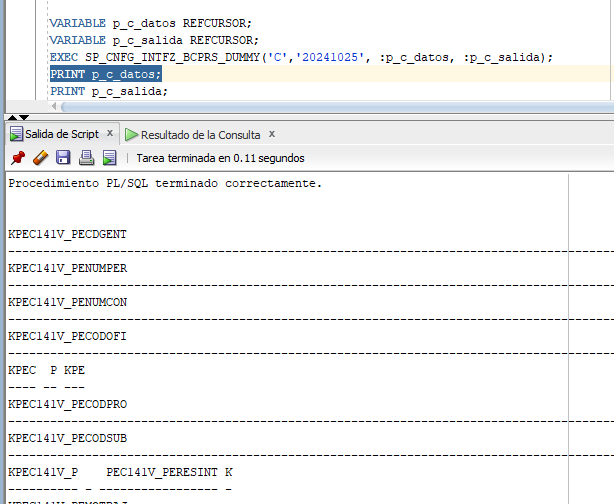 VARIABLE p_c_datos REFCURSOR;
VARIABLE p_c_salida REFCURSOR;
EXEC SP_CNFG_INTFZ_BCPRS_DUMMY('C','20241025', :p_c_datos, :p_c_salida);
PRINT p_c_datos;
PRINT p_c_salida;
Salida de Script x Resultado de la Consulta x
Tarea terminada en 0.11 segundos
Procedimiento PL/SQL terminado correctamente.
KPEC141V_PECDGENT
--------------------------------------------------------------------------------
KPEC141V_PENUMPER
--------------------------------------------------------------------------------
KPEC141V_PENUMCON
--------------------------------------------------------------------------------
KPEC141V_PECODOFI
--------------------------------------------------------------------------------
KPEC  P KPE
---- -- ---
KPEC141V_PECODPRO
--------------------------------------------------------------------------------
KPEC141V_PECODSUB
--------------------------------------------------------------------------------
KPEC141V_P    PEC141V_PERESINT K
---------- - ------------------ -